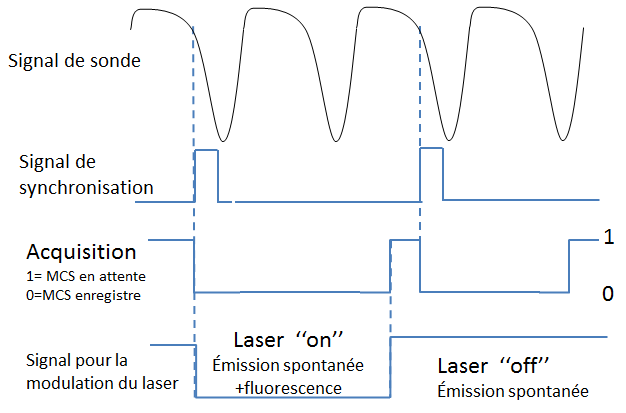 Signal de sonde
Signal de
synchronisation
Acquisition
1= MCS en attente
0=MCS enregistre
1
0
Laser ‘‘on’’
Émission spontanée
+fluorescence
Signal pour la
modulation du laser
Laser ‘‘off’’
Émission spontanée